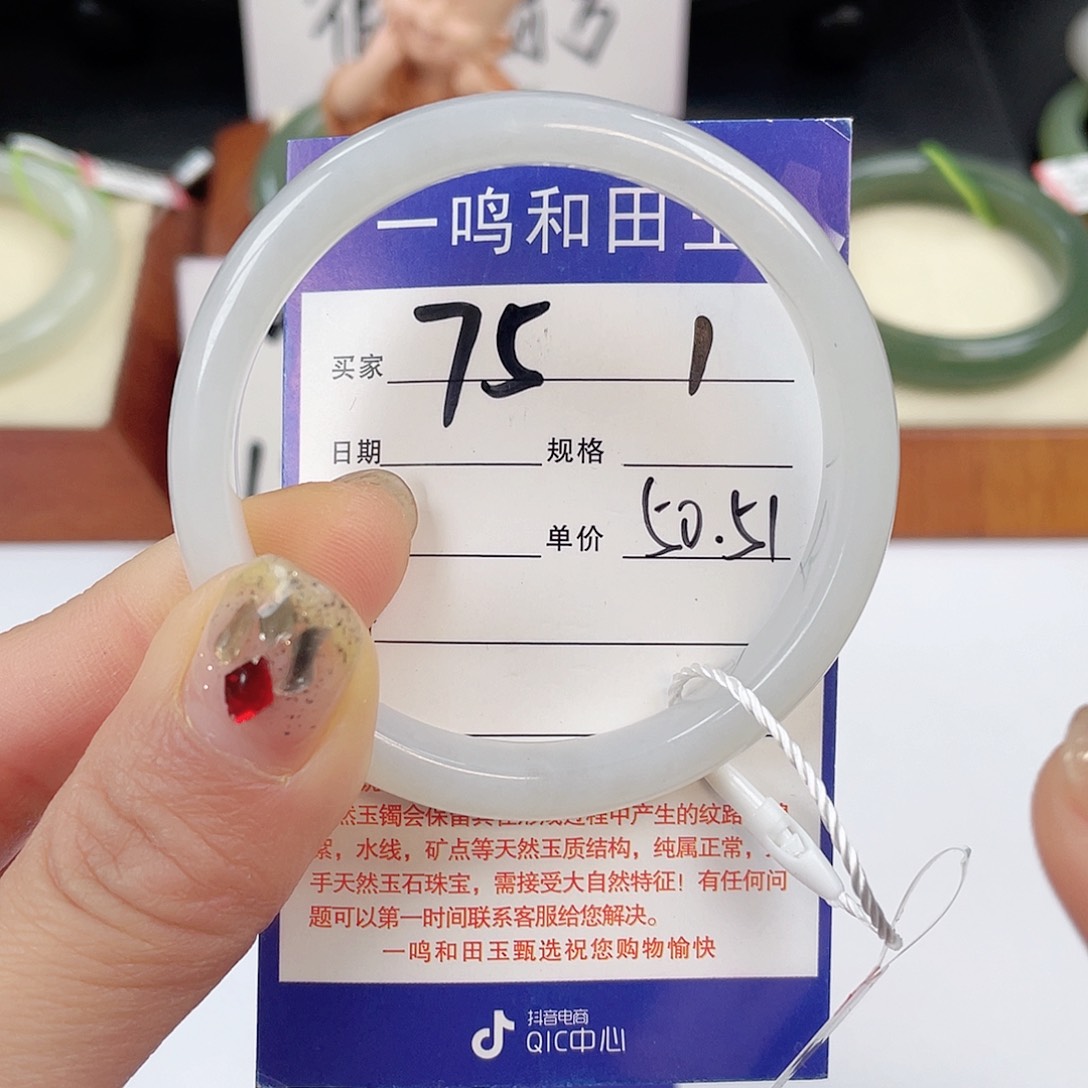 一鸣和田玉
买家 75 1
日期 规格
单价 50.51
然玉镯会保留其在形成过程中产生的纹路
絮，水线，矿点等天然玉质结构，纯属正常，
手天然玉石珠宝，需接受大自然特征！有任何问
题可以第一时间联系客服给您解决。
一鸣和田玉甄选祝您购物愉快
抖音电商
QIC中心